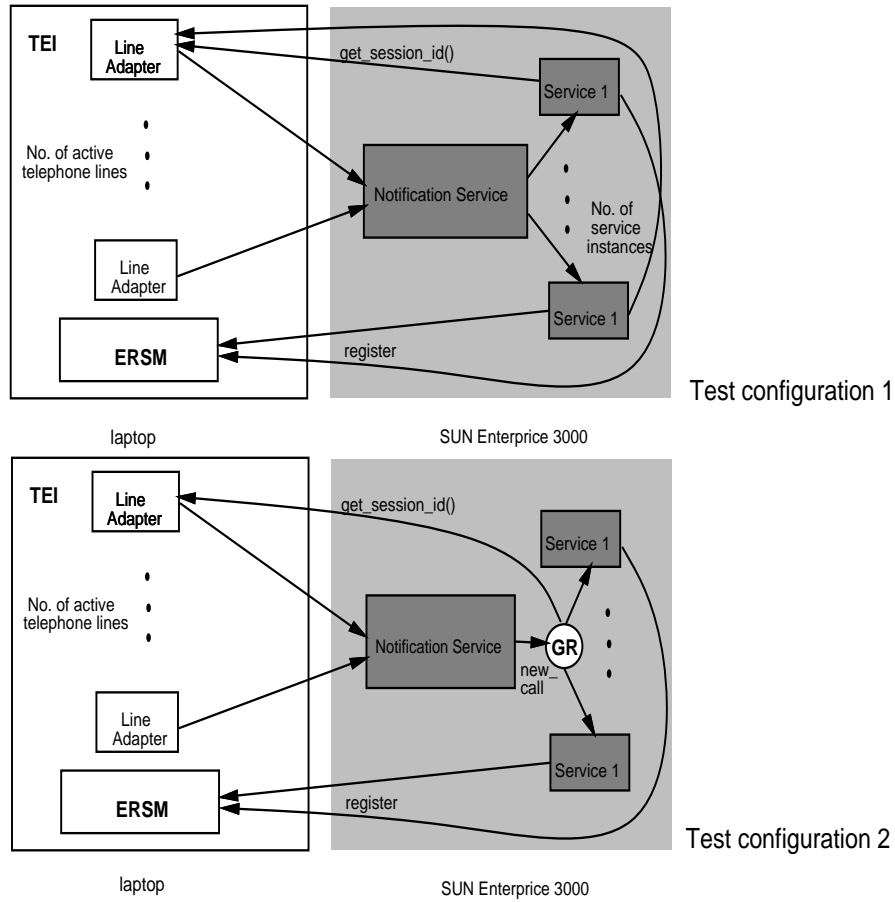 TEI
Line
Adapter
get_session_id()
Service 1
No. of active
telephone lines
Notification Service
No. of
service
instances
Line
Adapter
Service 1
ERSM
register
Test configuration 1
laptop
SUN Enterprice 3000
TEI
Line
Adapter
get_session_id()
Service 1
No. of active
telephone lines
Notification Service
GR
new_
call
Line
Adapter
Service 1
ERSM
register
Test configuration 2
laptop
SUN Enterprice 3000